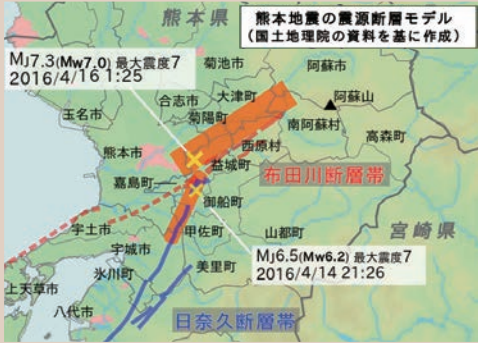 熊本地震の震源断層モデル
(国土地理院の資料を基に作成)
熊本県
Mj7.3(Mw7.0) 最大震度7
2016/4/16 1:25
菊池市
阿蘇市
合志市
大津町
阿蘇山
玉名市
菊陽町
南阿蘇村
高森町
熊本市
西原村
益城町
嘉島町
布田川断層帯
御船町
宮崎県
宇土市
甲佐町
山都町
宇城市
Mj6.5(Mw6.2) 最大震度7
2016/4/14 21:26
氷川町
美里町
上天草市
八代市
日奈久断層帯